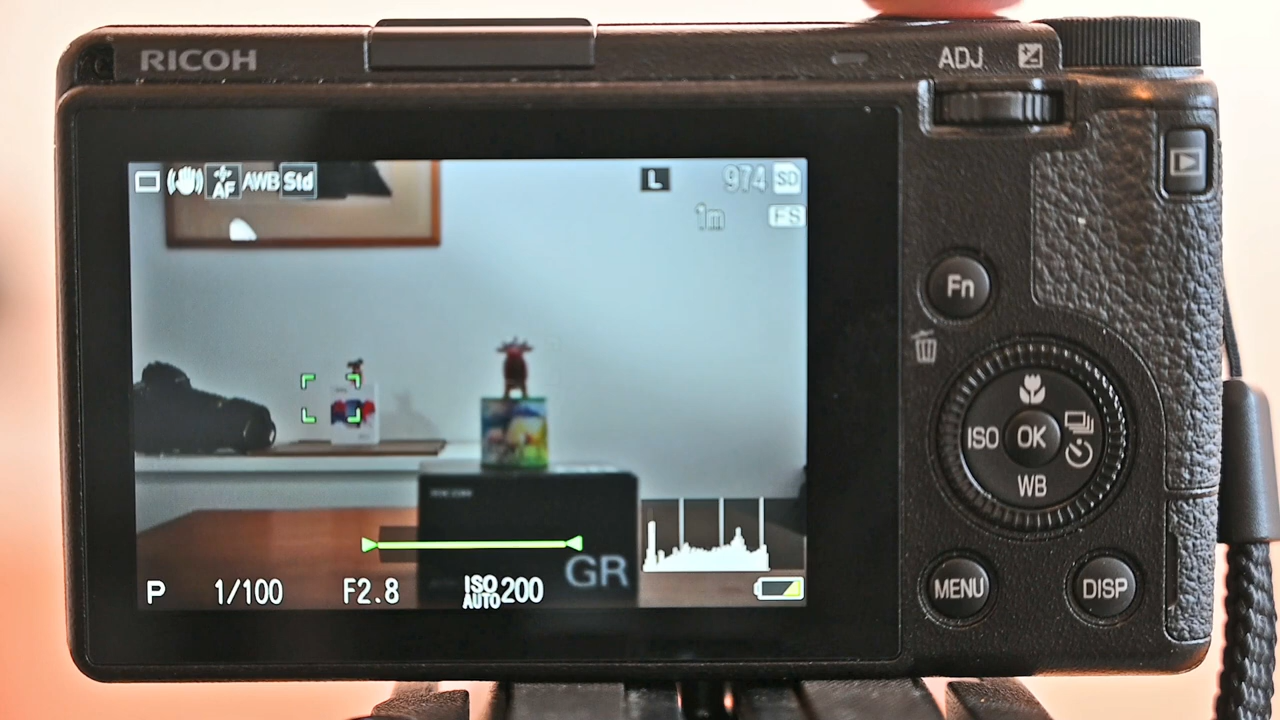 RICOH
ADJ
AF AWB Std
L 974 SD
1m FS
Fn
ISO OK
WB
GR
P 1/100 F2.8 ISO AUTO 200
MENU DISP